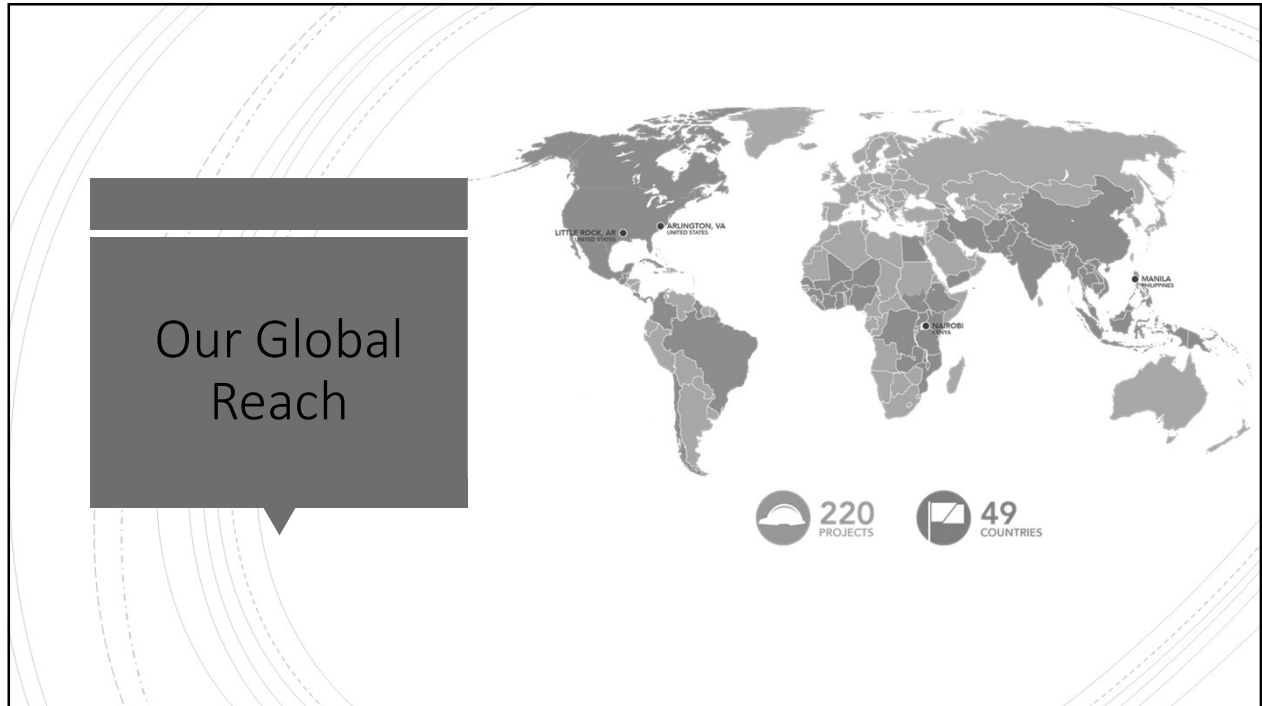 Our Global
Reach
LITTLE ROCK, AR
UNITED STATES
ARLINGTON, VA
UNITED STATES
MANILA
PHILIPPINES
NAIROBI
KENYA
220
PROJECTS
49
COUNTRIES